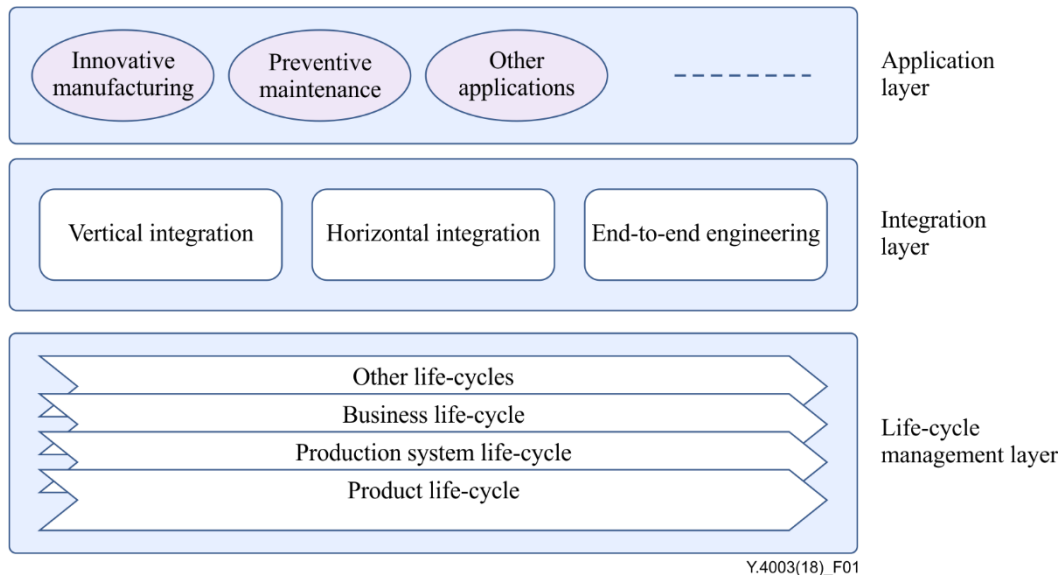 Innovative
manufacturing
Preventive
maintenance
Other
applications
Application
layer
Vertical integration
Horizontal integration
End-to-end engineering
Integration
layer
Other life-cycles
Business life-cycle
Production system life-cycle
Product life-cycle
Life-cycle
management layer
Y.4003(18)_F01